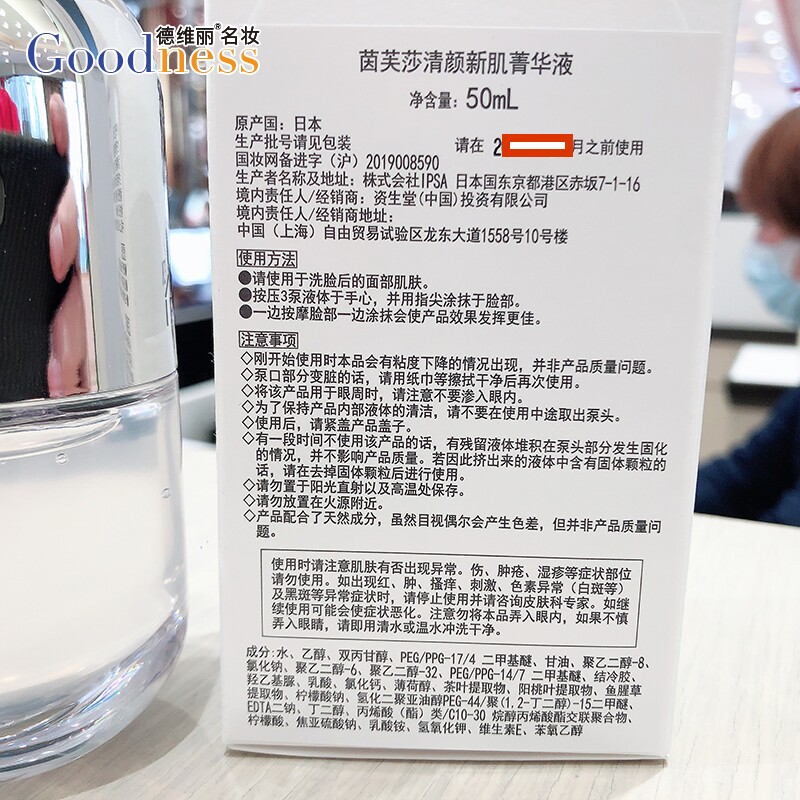 德维丽®名妆
Goodness
茵芙莎清颜新肌菁华液
净含量：50mL
原产国：日本
生产批号请见包装
请在 2 月之前使用
国妆网备进字（沪）2019008590
生产者名称及地址：株式会社IPSA 日本国东京都港区赤坂7-1-16
境内责任人/经销商：资生堂(中国)投资有限公司
境内责任人/经销商地址：
中国（上海）自由贸易试验区龙东大道1558号10号楼
使用方法
●请使用于洗脸后的面部肌肤。
●按压3泵液体于手心，并用指尖涂抹于脸部。
●一边按摩脸部一边涂抹会使产品效果发挥更佳。
注意事项
◇刚开始使用时本品会有粘度下降的情况出现，并非产品质量问题。
◇泵口部分变脏的话，请用纸巾等擦拭干净后再次使用。
◇将该产品用于眼周时，请注意不要渗入眼内。
◇为了保持产品内部液体的清洁，请不要在使用中途取出泵头。
◇使用后，请紧盖产品盖子。
◇有一段时间不使用该产品的话，有残留液体堆积在泵头部分发生固化
的情况，并不影响产品质量。若因此挤出来的液体中含有固体颗粒的
话，请在去掉固体颗粒后进行使用。
◇请勿置于阳光直射以及高温处保存。
◇请勿放置在火源附近。
◇产品配合了天然成分，虽然目视偶尔会产生色差，但并非产品质量问
题。
使用时请注意肌肤有否出现异常。伤、肿疮、湿疹等症状部位
请勿使用。如出现红、肿、搔痒、刺激、色素异常（白斑等）
及黑斑等异常症状时，请停止使用并请咨询皮肤科专家。如继
续使用可能会使症状恶化。注意勿将本品弄入眼内，如果不慎
弄入眼睛，请即用清水或温水冲洗干净。
成分:水、乙醇、双丙甘醇、PEG/PPG-17/4 二甲基醚、甘油、聚乙二醇-8、
氯化钠、聚乙二醇-6、聚乙二醇-32、PEG/PPG-14/7 二甲基醚、结冷胶、
羟乙基脲、乳酸、氯化钙、薄荷醇、茶叶提取物、阳桃叶提取物、鱼腥草
提取物、柠檬酸钠、氢化二聚亚油醇PEG-44/聚(1,2-丁二醇)-15二甲醚、
EDTA二钠、丁二醇、丙烯酸（酯）类/C10-30 烷醇丙烯酸酯交联聚合物、
柠檬酸、焦亚硫酸钠、乳酸铵、氢氧化钾、维生素E、苯氧乙醇